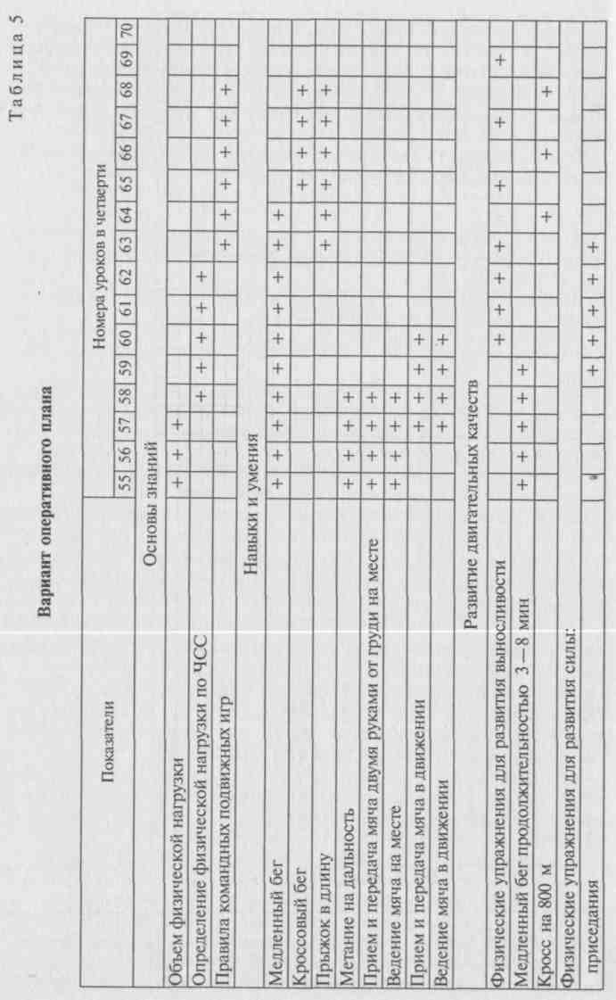 Таблица 5
Вариант оперативного плана
Показатели Номера уроков в четверти
55 56 57 58 59 60 61 62 63 64 65 66 67 68 69 70
Основы знаний
Объем физической нагрузки + + +
Определение физической нагрузки по ЧСС + + + + +
Правила командных подвижных игр + + + + + +
Навыки и умения
Медленный бег + + + + + + + + + +
Кроссовый бег + + + +
Прыжок в длину + + + + + +
Метание на дальность + + + +
Прием и передача мяча двумя руками от груди на месте + + + +
Ведение мяча на месте + + + +
Прием и передача мяча в движении + + + +
Ведение мяча в движении + + + +
Развитие двигательных качеств
Физические упражнения для развития выносливости + + + + + + +
Медленный бег продолжительностью 3—8 мин + + + + +
Кросс на 800 м + + +
Физические упражнения для развития силы:
приседания + + + + +